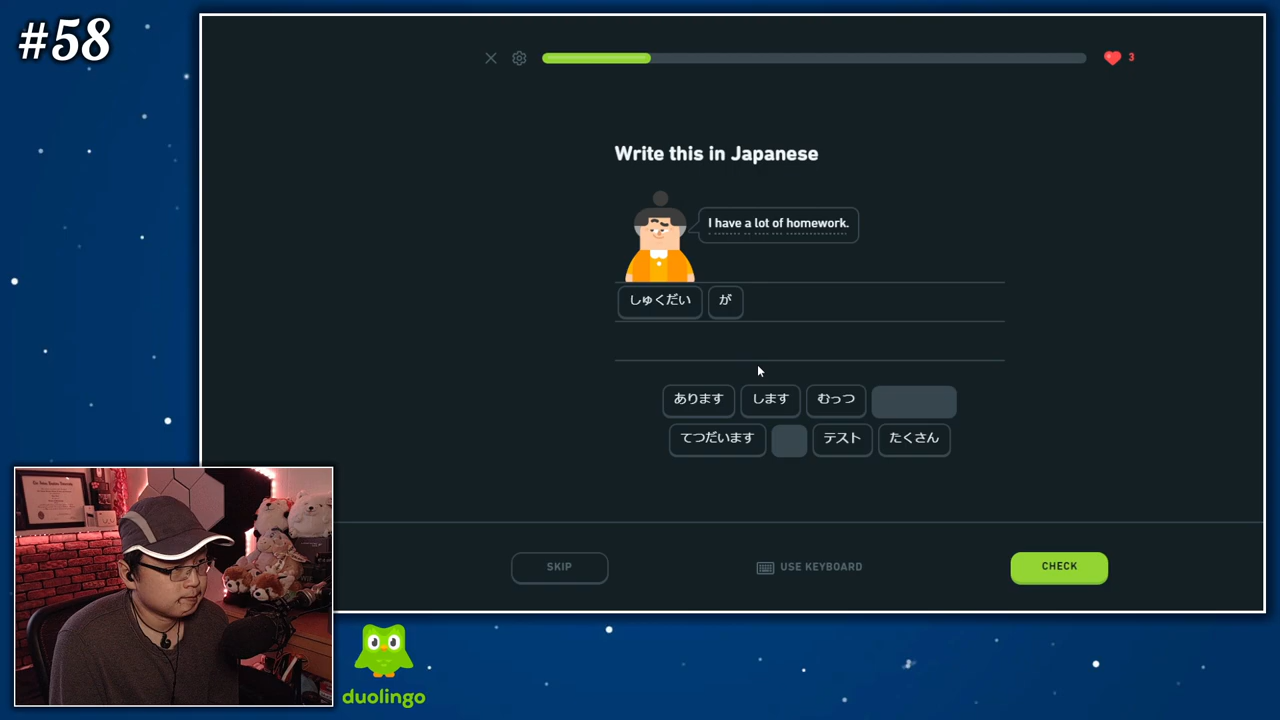 #58
3
Write this in Japanese
I have a lot of homework.
しゅくだい が
あります します むっつ
てつだいます テスト たくさん
SKIP USE KEYBOARD CHECK
duolingo